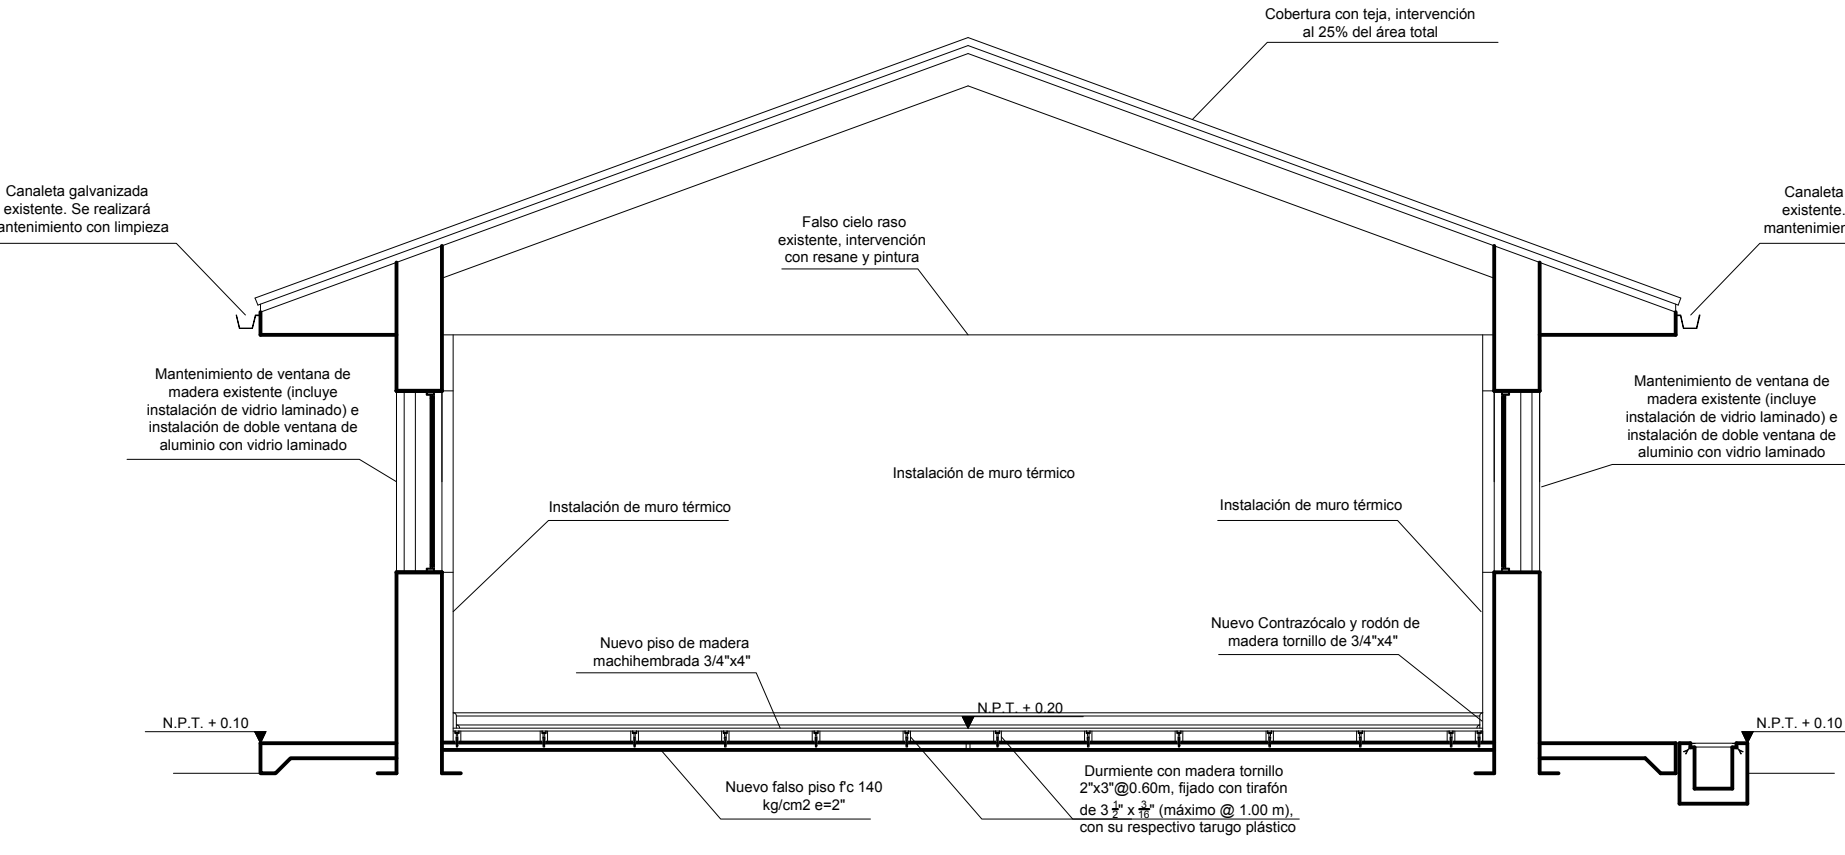 Cobertura con teja, intervención
al 25% del área total
Canaleta galvanizada
existente. Se realizará
mantenimiento con limpieza
Canaleta
existente.
mantenimien
Falso cielo raso
existente, intervención
con resane y pintura
Mantenimiento de ventana de
madera existente (incluye
instalación de vidrio laminado) e
instalación de doble ventana de
aluminio con vidrio laminado
Mantenimiento de ventana de
madera existente (incluye
instalación de vidrio laminado) e
instalación de doble ventana de
aluminio con vidrio laminado
Instalación de muro térmico
Instalación de muro térmico
Instalación de muro térmico
Nuevo piso de madera
machihembrada 3/4"x4"
Nuevo Contrazócalo y rodón de
madera tornillo de 3/4"x4"
N.P.T. + 0.10
N.P.T. + 0.20
N.P.T. + 0.10
Nuevo falso piso f'c 140
kg/cm2 e=2"
Durmiente con madera tornillo
2"x3"@0.60m, fijado con tirafón
de 3 1/2" x 3/16" (máximo @ 1.00 m),
con su respectivo tarugo plástico